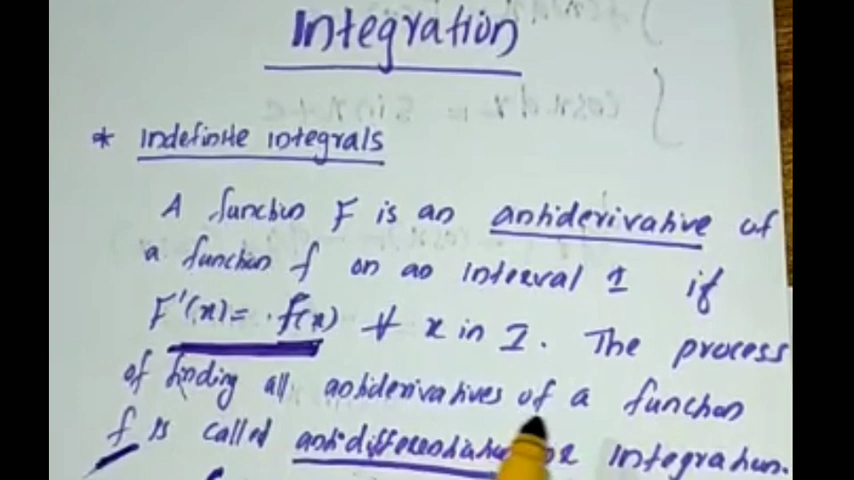 Integration
* Indefinite integrals
A function F is an antiderivative of
a function f on an interval I if
F'(x) = f(x) ∀ x in I. The process
of finding all antiderivatives of a function
f is called antidifferentiation or integration.